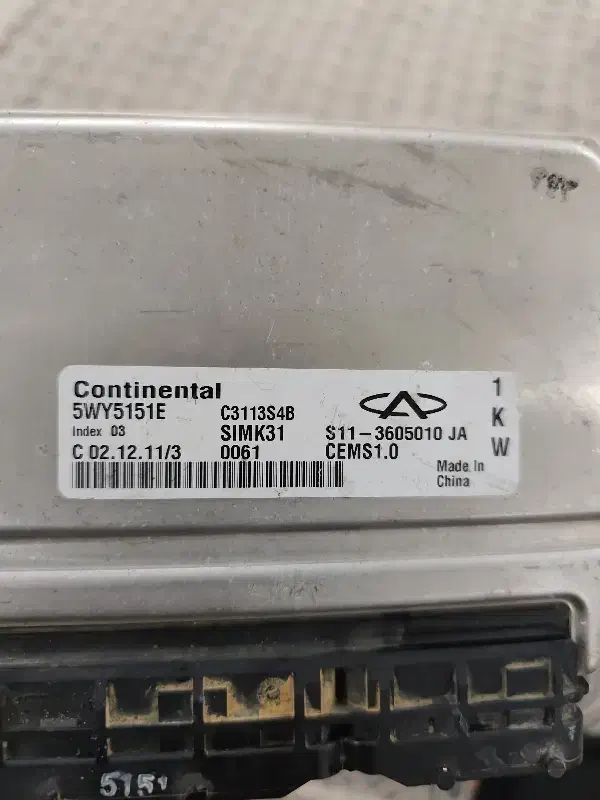 Continental
5WY5151E C3113S4B
Index 03 SIMK31 S11-3605010 JA
C 02.12.11/3 0061 CEMS1.0
Made in
China
1
K
W
5151